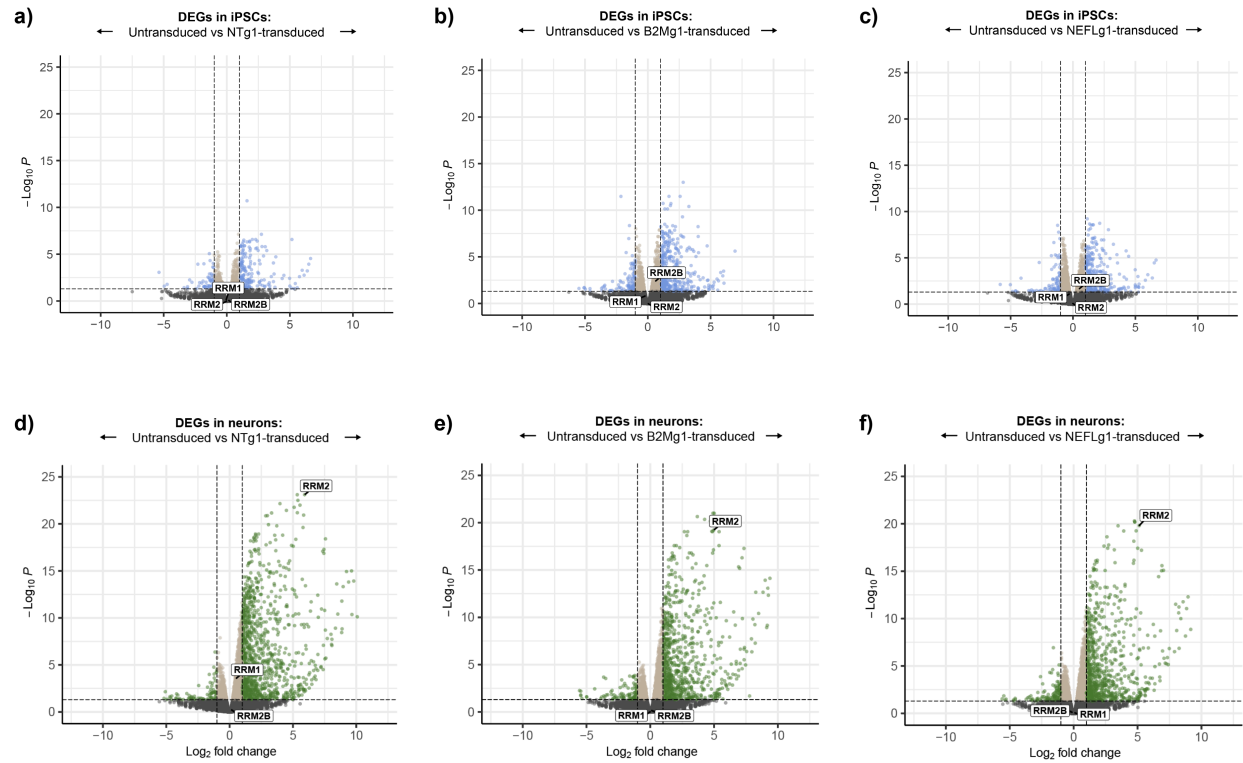 a)
DEGs in iPSCs:
← Untransduced vs NTg1-transduced →
− Log10 P
25
20
15
10
5
0
RRM1
RRM2
RRM2B
−10
−5
0
5
10
b)
DEGs in iPSCs:
← Untransduced vs B2Mg1-transduced →
− Log10 P
25
20
15
10
5
0
RRM2B
RRM1
RRM2
−10
−5
0
5
10
c)
DEGs in iPSCs:
← Untransduced vs NEFLg1-transduced →
− Log10 P
25
20
15
10
5
0
RRM2B
RRM1
RRM2
−10
−5
0
5
10
d)
DEGs in neurons:
← Untransduced vs NTg1-transduced →
− Log10 P
25
20
15
10
5
0
RRM2
RRM1
RRM2B
−10
−5
0
5
10
Log2 fold change
e)
DEGs in neurons:
← Untransduced vs B2Mg1-transduced →
− Log10 P
25
20
15
10
5
0
RRM2
RRM1
RRM2B
−10
−5
0
5
10
Log2 fold change
f)
DEGs in neurons:
← Untransduced vs NEFLg1-transduced →
− Log10 P
25
20
15
10
5
0
RRM2
RRM2B
RRM1
−10
−5
0
5
10
Log2 fold change